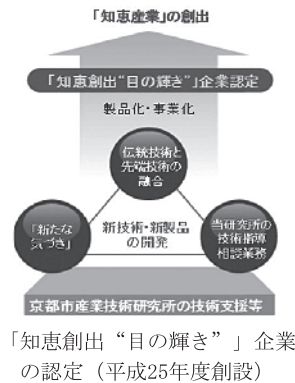 「知恵産業」の創出
「知恵創出“目の輝き”」企業認定
製品化・事業化
伝統技術と
先端技術の
融合
「新たな
気づき」
新技術・新製品
の開発
当研究所の
技術指導
相談業務
京都市産業技術研究所の技術支援等
「知恵創出“目の輝き”」企業
の認定（平成25年度創設）